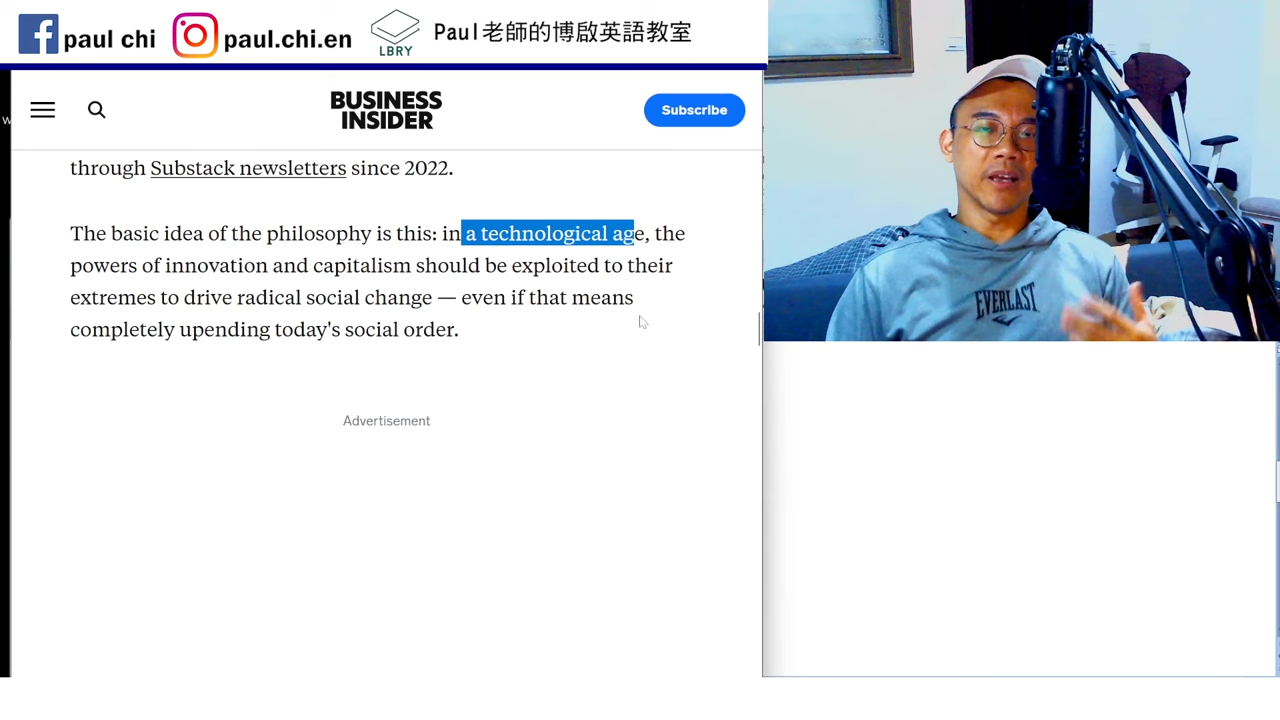 paul chi
paul.chi.en
LBRY
Paul老師的博啟英語教室
w
BUSINESS
INSIDER
Subscribe
through Substack newsletters since 2022.
The basic idea of the philosophy is this: in a technological age, the
powers of innovation and capitalism should be exploited to their
extremes to drive radical social change — even if that means
completely upending today's social order.
Advertisement
EVERLAST